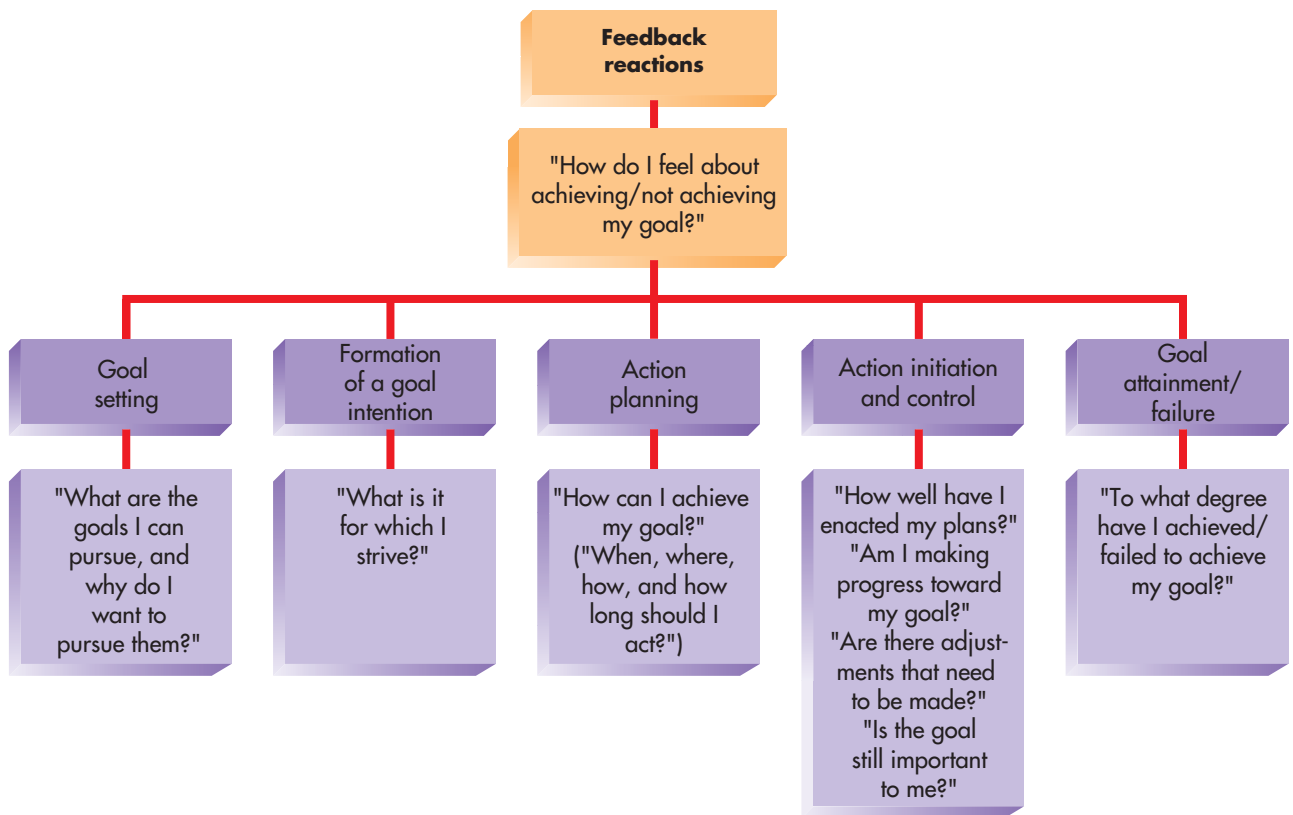 Feedback
reactions
"How do I feel about
achieving/not achieving
my goal?"
Goal
setting
Formation
of a goal
intention
Action
planning
Action initiation
and control
Goal
attainment/
failure
"What are the
goals I can
pursue, and
why do I
want to
pursue them?"
"What is it
for which I
strive?"
"How can I achieve
my goal?"
("When, where,
how, and how
long should I
act?")
"How well have I
enacted my plans?"
"Am I making
progress toward
my goal?"
"Are there adjust-
ments that need
to be made?"
"Is the goal
still important
to me?"
"To what degree
have I achieved/
failed to achieve
my goal?"